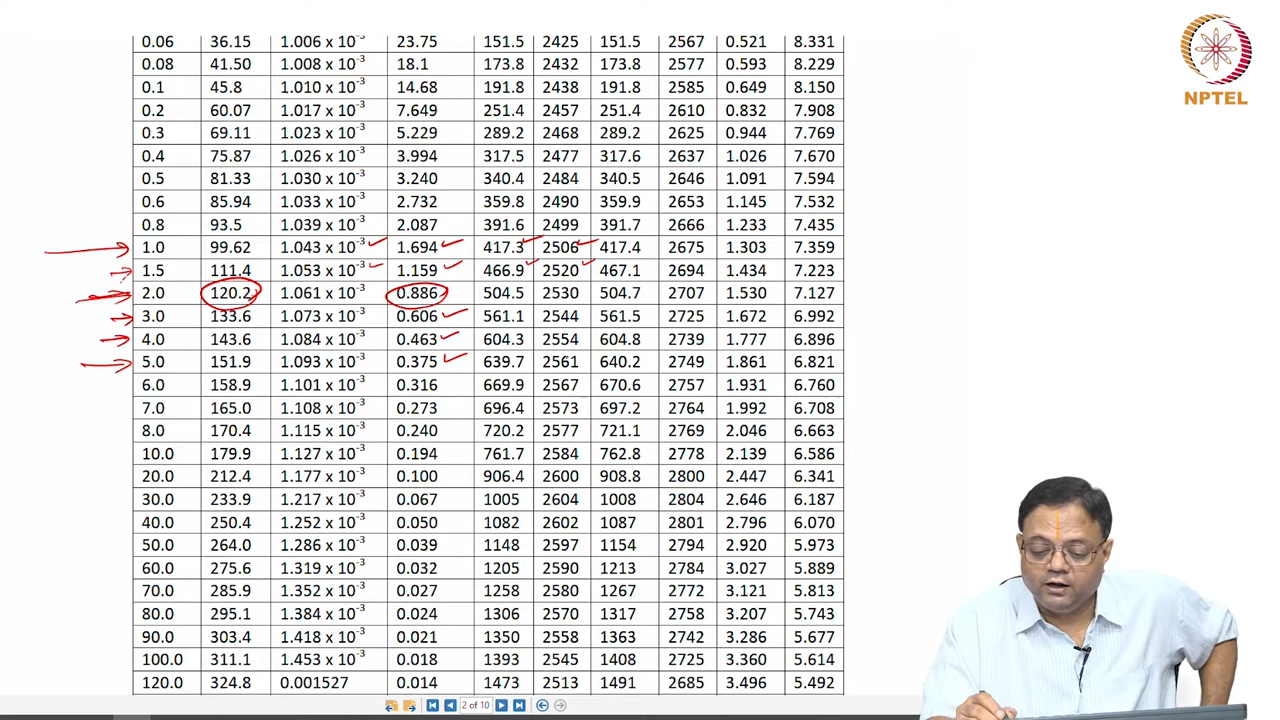 0.06 36.15 1.006 x 10-3 23.75 151.5 2425 151.5 2567 0.521 8.331
0.08 41.50 1.008 x 10-3 18.1 173.8 2432 173.8 2577 0.593 8.229
0.1 45.8 1.010 x 10-3 14.68 191.8 2438 191.8 2585 0.649 8.150
0.2 60.07 1.017 x 10-3 7.649 251.4 2457 251.4 2610 0.832 7.908
0.3 69.11 1.023 x 10-3 5.229 289.2 2468 289.2 2625 0.944 7.769
0.4 75.87 1.026 x 10-3 3.994 317.5 2477 317.6 2637 1.026 7.670
0.5 81.33 1.030 x 10-3 3.240 340.4 2484 340.5 2646 1.091 7.594
0.6 85.94 1.033 x 10-3 2.732 359.8 2490 359.9 2653 1.145 7.532
0.8 93.5 1.039 x 10-3 2.087 391.6 2499 391.7 2666 1.233 7.435
1.0 99.62 1.043 x 10-3 1.694 417.3 2506 417.4 2675 1.303 7.359
1.5 111.4 1.053 x 10-3 1.159 466.9 2520 467.1 2694 1.434 7.223
2.0 120.2 1.061 x 10-3 0.886 504.5 2530 504.7 2707 1.530 7.127
3.0 133.6 1.073 x 10-3 0.606 561.1 2544 561.5 2725 1.672 6.992
4.0 143.6 1.084 x 10-3 0.463 604.3 2554 604.8 2739 1.777 6.896
5.0 151.9 1.093 x 10-3 0.375 639.7 2561 640.2 2749 1.861 6.821
6.0 158.9 1.101 x 10-3 0.316 669.9 2567 670.6 2757 1.931 6.760
7.0 165.0 1.108 x 10-3 0.273 696.4 2573 697.2 2764 1.992 6.708
8.0 170.4 1.115 x 10-3 0.240 720.2 2577 721.1 2769 2.046 6.663
10.0 179.9 1.127 x 10-3 0.194 761.7 2584 762.8 2778 2.139 6.586
20.0 212.4 1.177 x 10-3 0.100 906.4 2600 908.8 2800 2.447 6.341
30.0 233.9 1.217 x 10-3 0.067 1005 2604 1008 2804 2.646 6.187
40.0 250.4 1.252 x 10-3 0.050 1082 2602 1087 2801 2.796 6.070
50.0 264.0 1.286 x 10-3 0.039 1148 2597 1154 2794 2.920 5.973
60.0 275.6 1.319 x 10-3 0.032 1205 2590 1213 2784 3.027 5.889
70.0 285.9 1.352 x 10-3 0.027 1258 2580 1267 2772 3.121 5.813
80.0 295.1 1.384 x 10-3 0.024 1306 2570 1317 2758 3.207 5.743
90.0 303.4 1.418 x 10-3 0.021 1350 2558 1363 2742 3.286 5.677
100.0 311.1 1.453 x 10-3 0.018 1393 2545 1408 2725 3.360 5.614
120.0 324.8 0.001527 0.014 1473 2513 1491 2685 3.496 5.492
NPTEL
2 of 10